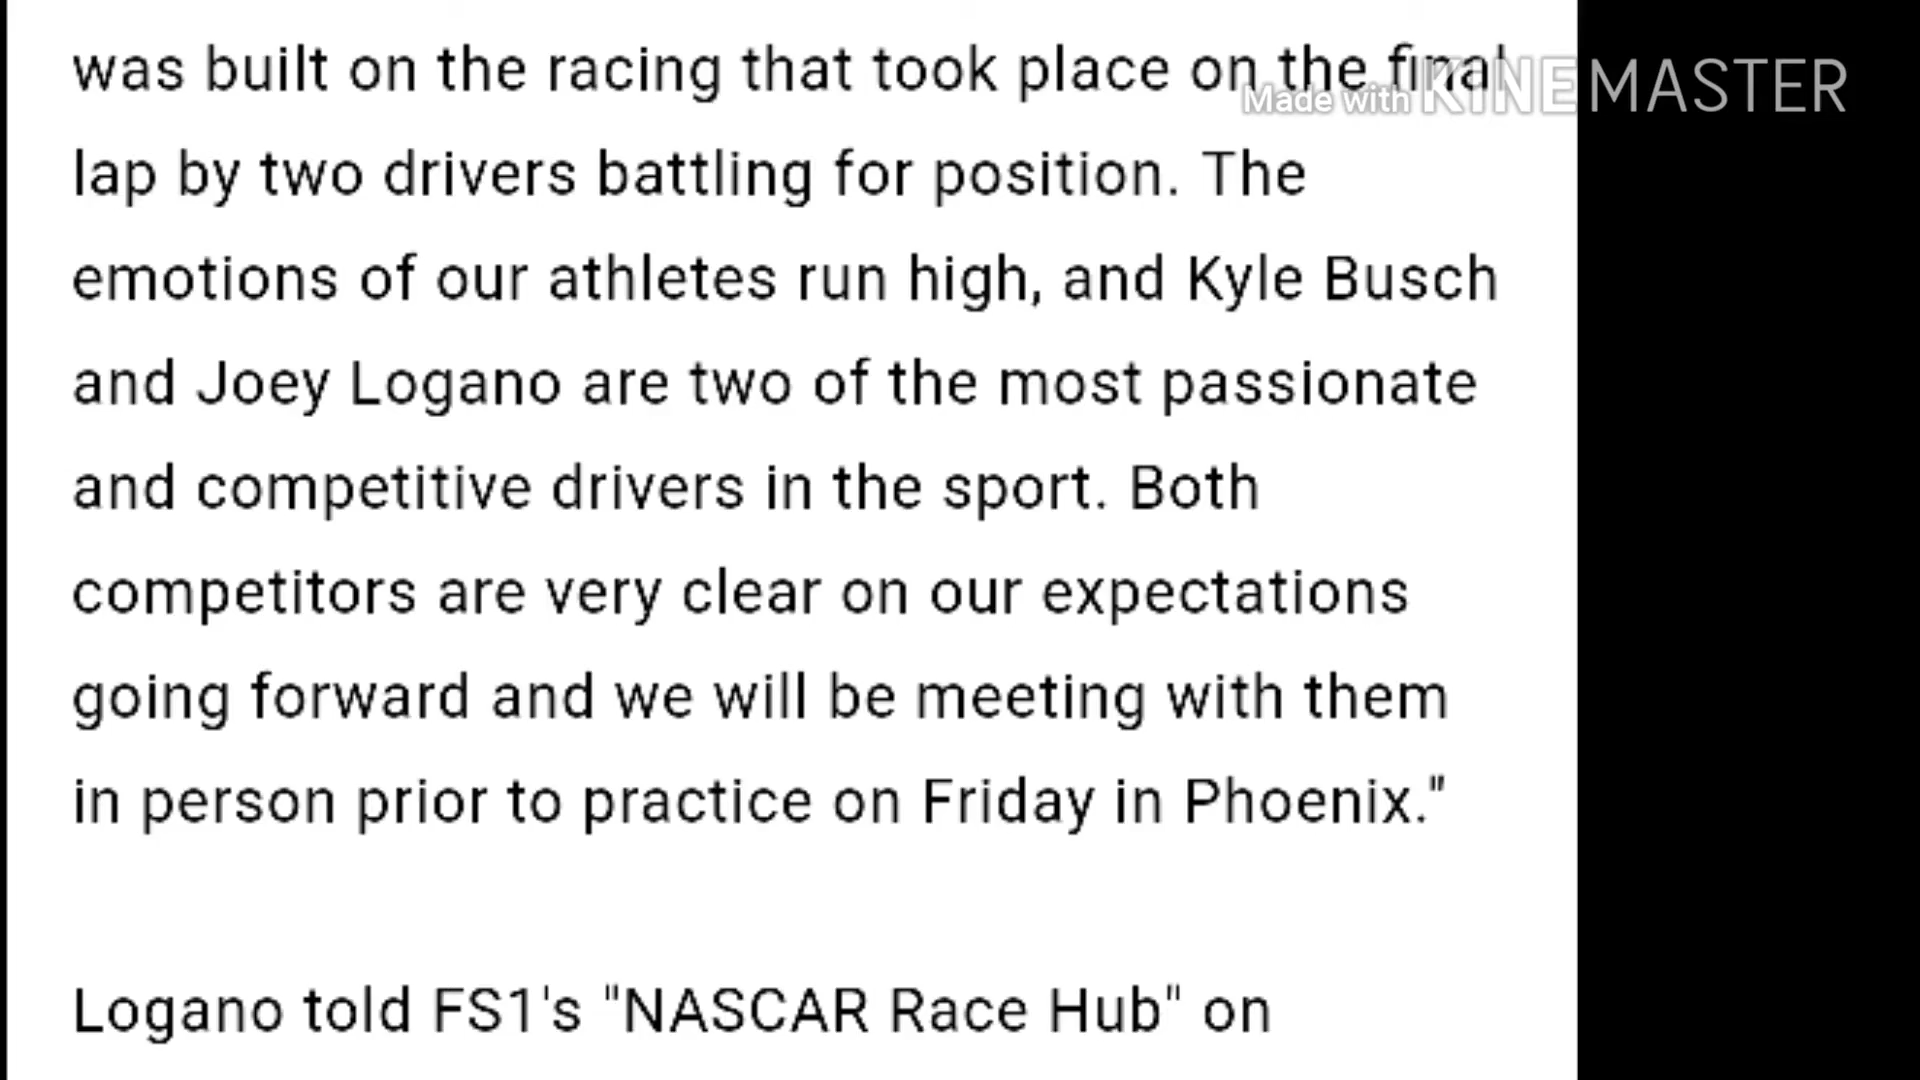 was built on the racing that took place on the final
Made with KINEMASTER
lap by two drivers battling for position. The
emotions of our athletes run high, and Kyle Busch
and Joey Logano are two of the most passionate
and competitive drivers in the sport. Both
competitors are very clear on our expectations
going forward and we will be meeting with them
in person prior to practice on Friday in Phoenix."
Logano told FS1's "NASCAR Race Hub" on